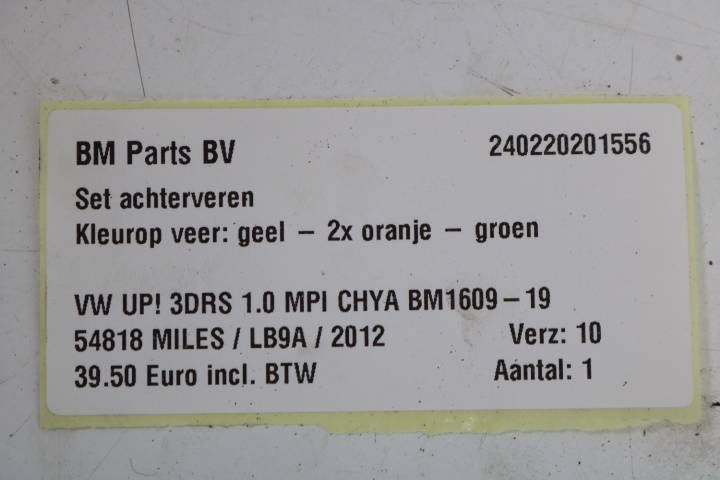 BM Parts BV 240220201556
Set achterveren
Kleurop veer: geel – 2x oranje – groen
VW UP! 3DRS 1.0 MPI CHYA BM1609–19
54818 MILES / LB9A / 2012 Verz: 10
39.50 Euro incl. BTW Aantal: 1